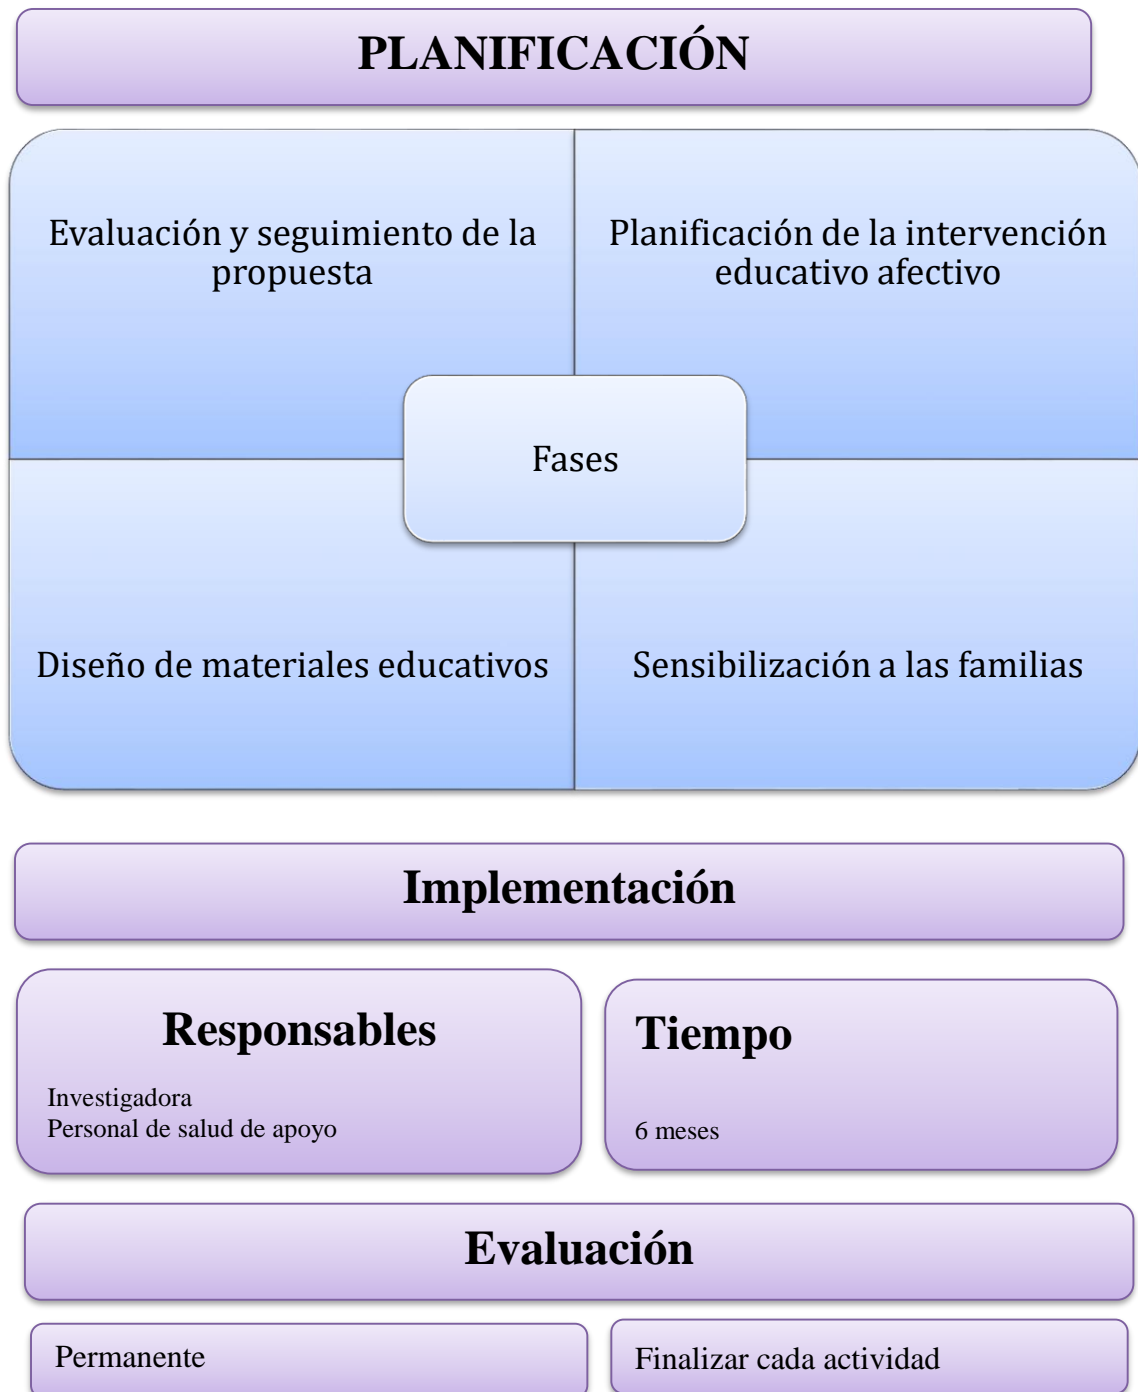 PLANIFICACIÓN
Evaluación y seguimiento de la
propuesta
Planificación de la intervención
educativo afectivo
Fases
Diseño de materiales educativos
Sensibilización a las familias
Implementación
Responsables
Investigadora
Personal de salud de apoyo
Tiempo
6 meses
Evaluación
Permanente
Finalizar cada actividad